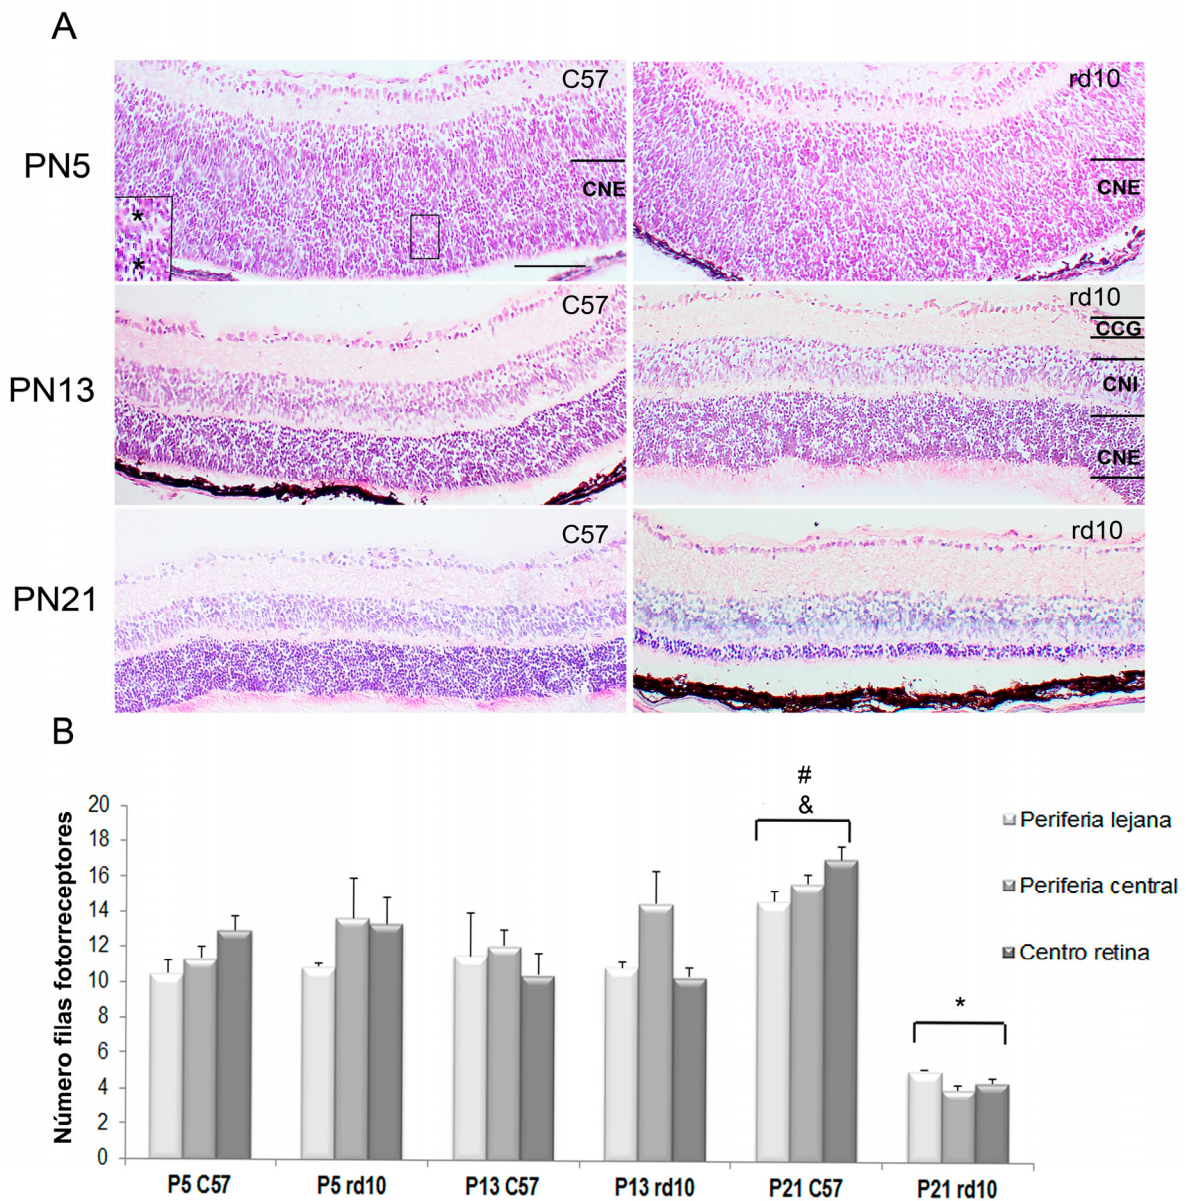 A
C57
rd10
PN5
CNE
CNE
*
*
C57
rd10
PN13
CCG
CNI
CNE
C57
rd10
PN21
B
Número filas fotorreceptores
20
18
16
14
12
10
8
6
4
2
0
#
&
*
Periferia lejana
Periferia central
Centro retina
P5 C57
P5 rd10
P13 C57
P13 rd10
P21 C57
P21 rd10